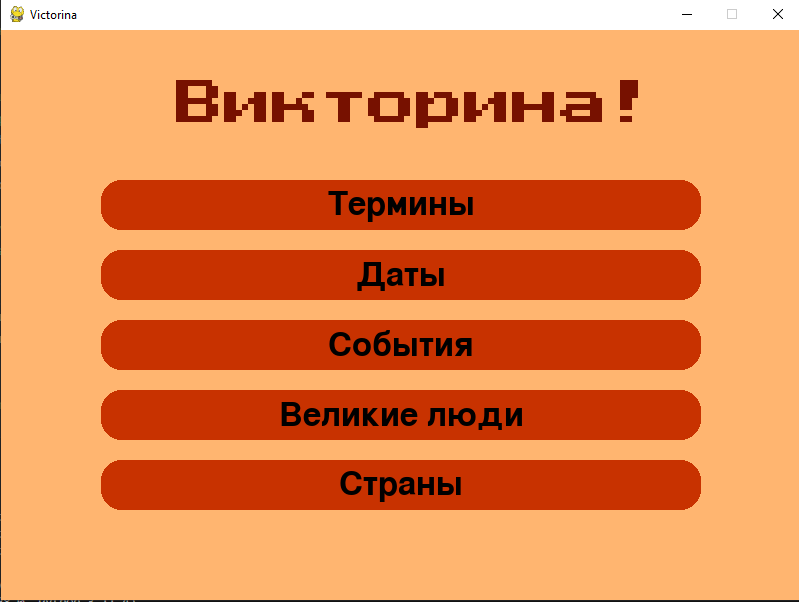 Victorina
Викторина!
Термины
Даты
События
Великие люди
Страны